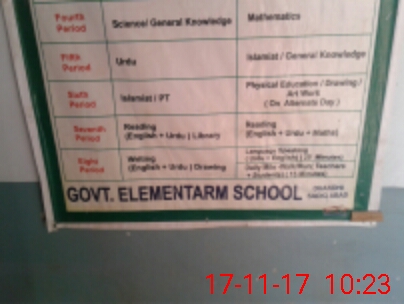 Fourth Period
Science/ General Knowledge
Mathematics
Fifth Period
Urdu
Islamiat / General Knowledge
Sixth Period
Islamiat / PT
Physical Education / Drawing /
Art Work
( On Alternate Day )
Seventh Period
Reading
(English + Urdu ) Library
Reading
(English + Urdu + Maths)
Eight Period
Writing
(English + Urdu ) Drawing
Language Speaking
( Urdu + English) ( 20 Minutes)
GOVT. ELEMENTARM SCHOOL
17-11-17 10:23